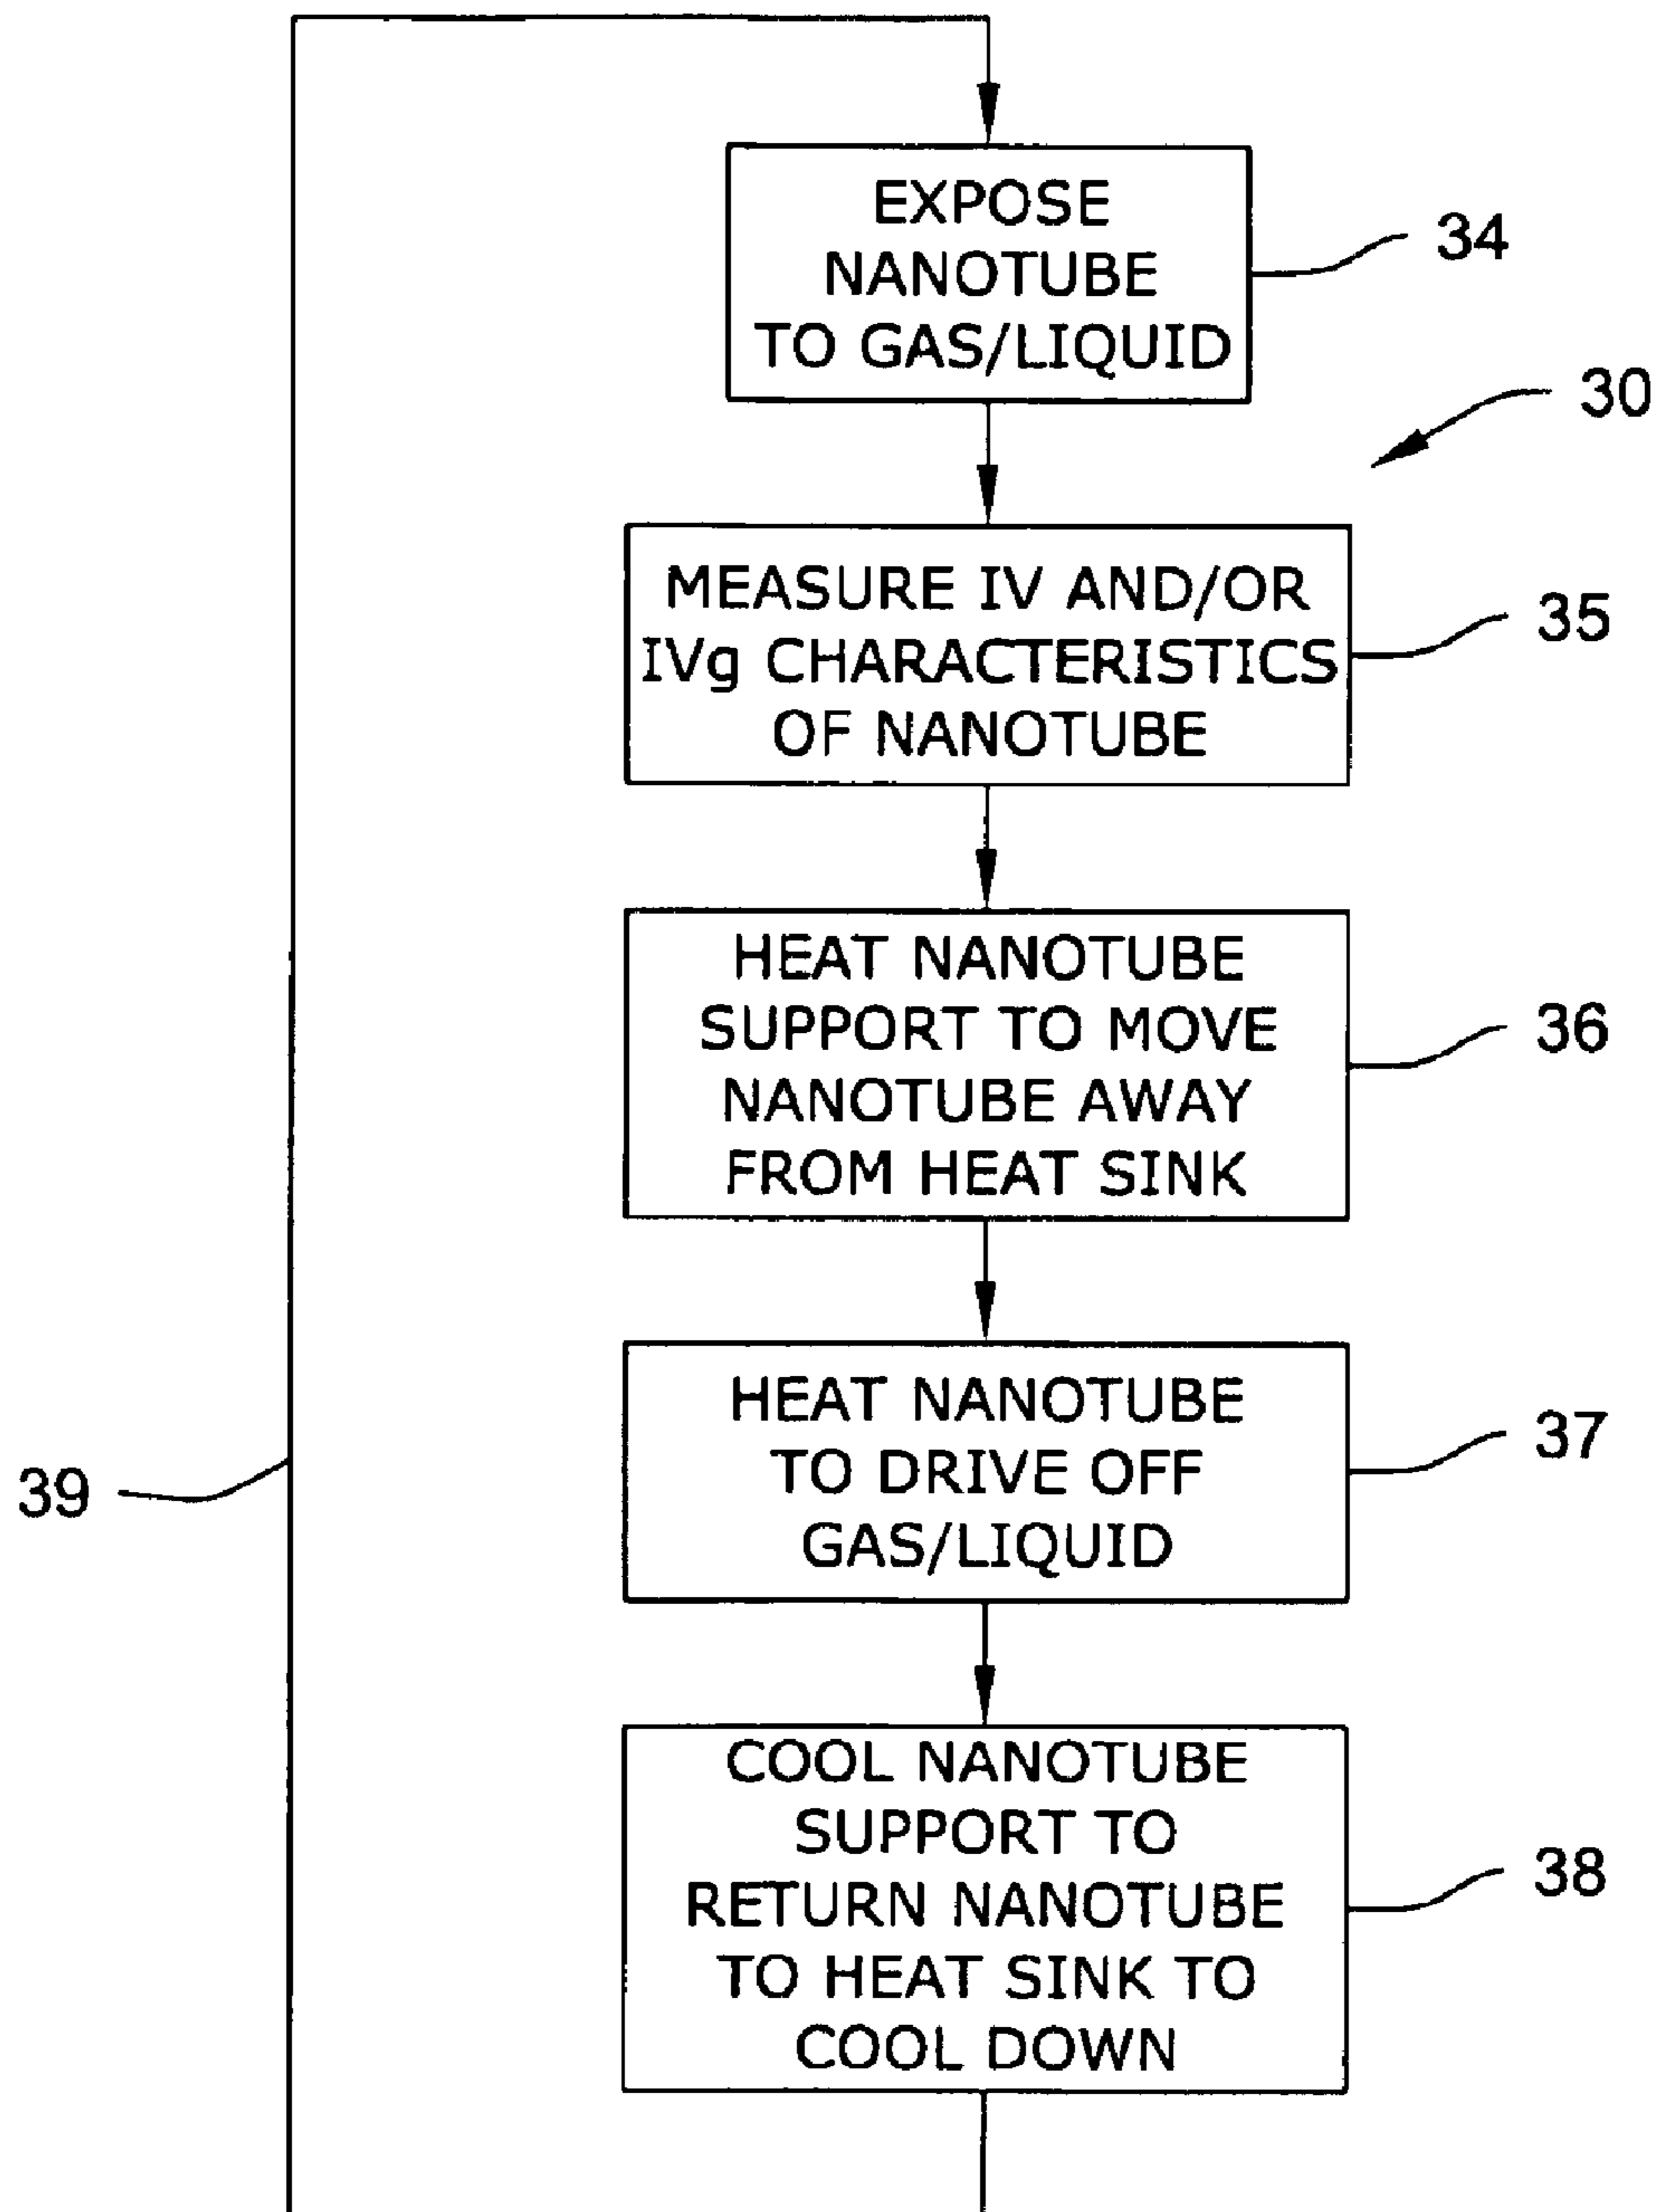 EXPOSE
NANOTUBE
TO GAS/LIQUID
34
30
MEASURE IV AND/OR
IVg CHARACTERISTICS
OF NANOTUBE
35
HEAT NANOTUBE
SUPPORT TO MOVE
NANOTUBE AWAY
FROM HEAT SINK
36
HEAT NANOTUBE
TO DRIVE OFF
GAS/LIQUID
37
39
COOL NANOTUBE
SUPPORT TO
RETURN NANOTUBE
TO HEAT SINK TO
COOL DOWN
38